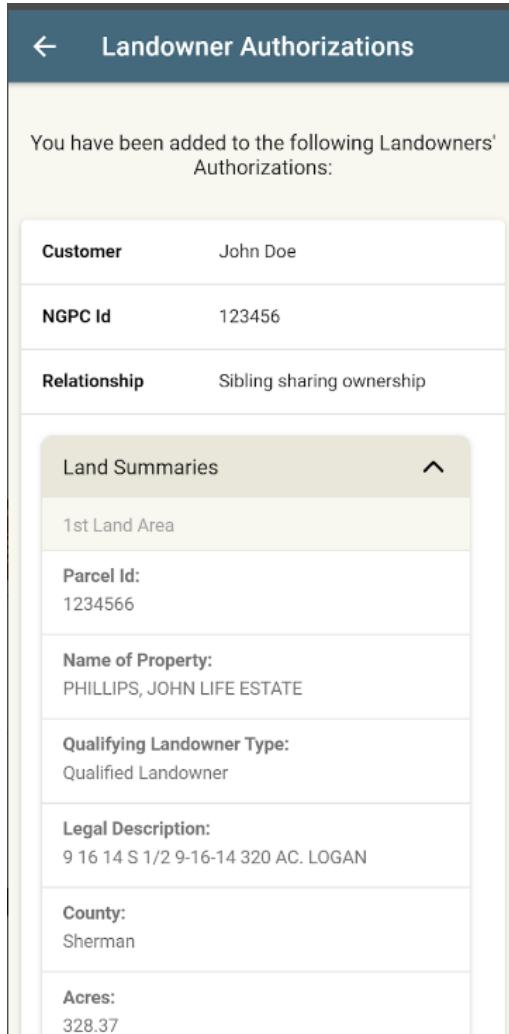 Landowner Authorizations
You have been added to the following Landowners'
Authorizations:
Customer John Doe
NGPC Id 123456
Relationship Sibling sharing ownership
Land Summaries
1st Land Area
Parcel Id:
1234566
Name of Property:
PHILLIPS, JOHN LIFE ESTATE
Qualifying Landowner Type:
Qualified Landowner
Legal Description:
9 16 14 S 1/2 9-16-14 320 AC. LOGAN
County:
Sherman
Acres:
328.37